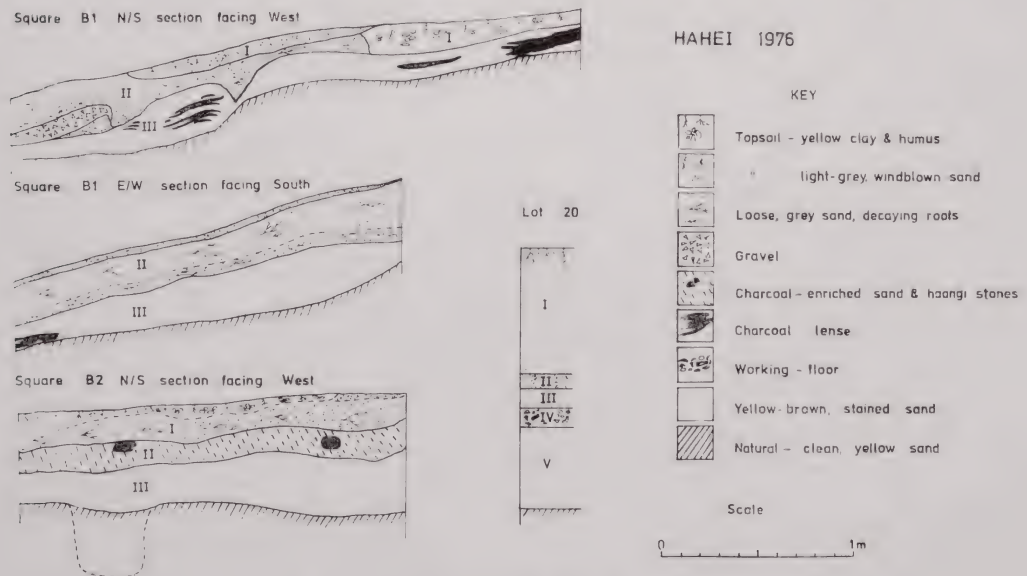 Square B1 N/S section facing West
I
I
II
III
Square B1 E/W section facing South
II
III
Square B2 N/S section facing West
I
II
III
Lot 20
I
II
III
IV
V
HAHEI 1976
KEY
Topsoil - yellow clay & humus
" light-grey, windblown sand
Loose, grey sand, decaying roots
Gravel
Charcoal - enriched sand & haangi stones
Charcoal lense
Working - floor
Yellow-brown, stained sand
Natural - clean, yellow sand
Scale
0 1m